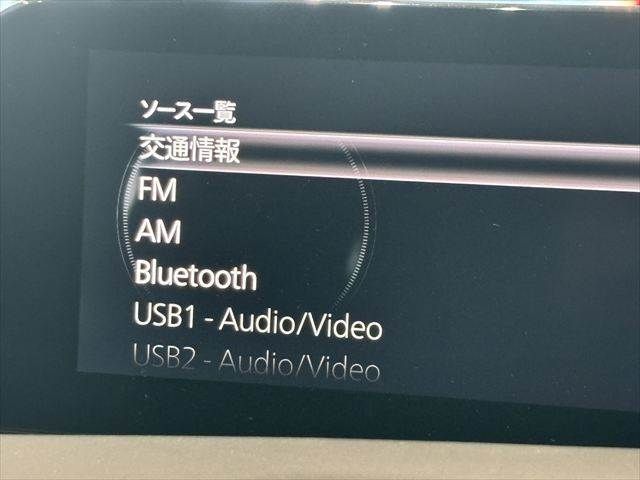 ソース一覧
交通情報
FM
AM
Bluetooth
USB1 - Audio/Video
USB2 - Audio/Video